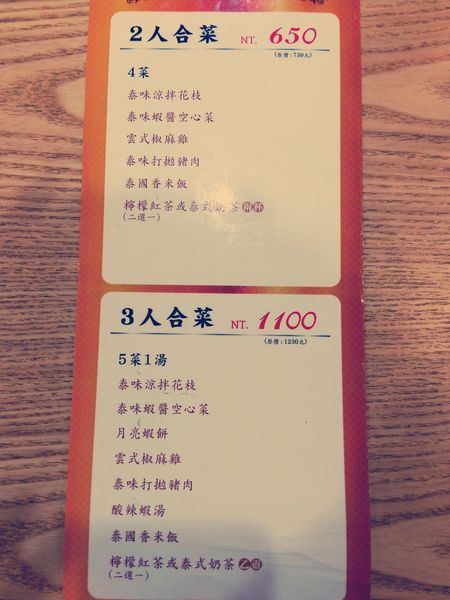 2人合菜 NT. 650
(原價:730元)
4菜
泰味涼拌花枝
泰味蝦醬空心菜
雲式椒麻雞
泰味打拋豬肉
泰國香米飯
檸檬紅茶或泰式奶茶 兩杯
(二選一)
3人合菜 NT. 1100
(原價:1230元)
5菜1湯
泰味涼拌花枝
泰味蝦醬空心菜
月亮蝦餅
雲式椒麻雞
泰味打拋豬肉
酸辣蝦湯
泰國香米飯
檸檬紅茶或泰式奶茶 乙壺
(二選一)